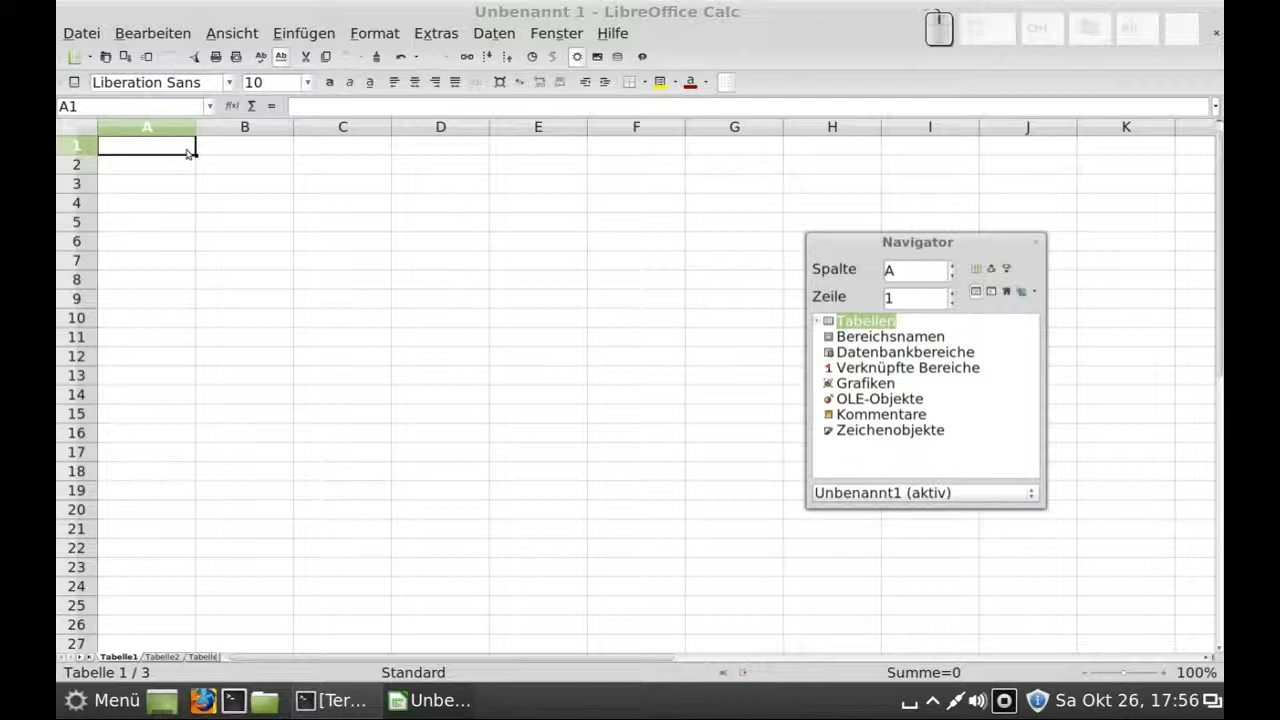 Unbenannt 1 - LibreOffice Calc
Datei Bearbeiten Ansicht Einfügen Format Extras Daten Fenster Hilfe
Liberation Sans 10 a a a
A1 f(x) Σ =
A B C D E F G H I J K
1
2
3
4
5
6
7
8
9
10
11
12
13
14
15
16
17
18
19
20
21
22
23
24
25
26
27
Navigator
Spalte A
Zeile 1
Tabellen
Bereichsnamen
Datenbankbereiche
Verknüpfte Bereiche
Grafiken
OLE-Objekte
Kommentare
Zeichenobjekte
Unbenannt1 (aktiv)
Tabelle1 Tabelle2 Tabelle
Tabelle 1 / 3 Standard Summe=0 100%
Menü [Ter... Unbe... Sa Okt 26, 17:56